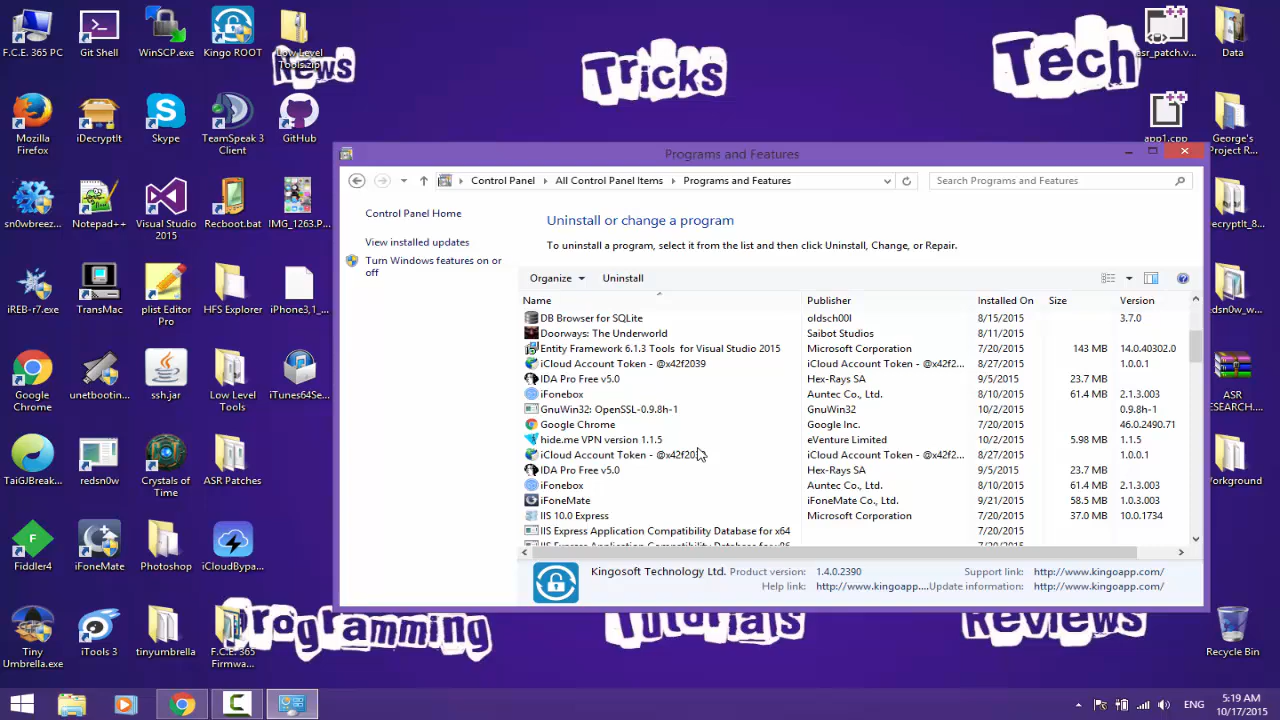 F.C.E. 365 PC
Git Shell
WinSCP.exe
Kingo ROOT
Low Level
Tools.zip
News
Tricks
Tech
asr_patch.v...
Data
Mozilla
Firefox
iDecryptIt
Skype
TeamSpeak 3
Client
GitHub
app1.cpp
George's
Project R...
sn0wbreez...
Notepad++
Visual Studio
2015
Recboot.bat
IMG_1263.P...
iREB-r7.exe
TransMac
plist Editor
Pro
HFS Explorer
iPhone3,1_...
Google
Chrome
unetbootin...
ssh.jar
Low Level
Tools
iTunes64Se...
ASR
RESEARCH....
TaiGJBreak...
redsn0w
Crystals of
Time
ASR Patches
Fiddler4
iFoneMate
Photoshop
iCloudBypa...
Tiny
Umbrella.exe
iTools 3
tinyumbrella
F.C.E. 365
Firmwa...
Programming
Tutorials
Reviews
Recycle Bin
Programs and Features
Control Panel
All Control Panel Items
Programs and Features
Search Programs and Features
Control Panel Home
View installed updates
Turn Windows features on or
off
Uninstall or change a program
To uninstall a program, select it from the list and then click Uninstall, Change, or Repair.
Organize Uninstall
Name Publisher Installed On Size Version
DB Browser for SQLite oldsch00l 8/15/2015 3.7.0
Doorways: The Underworld Saibot Studios 8/11/2015
Entity Framework 6.1.3 Tools for Visual Studio 2015 Microsoft Corporation 7/20/2015 143 MB 14.0.40302.0
iCloud Account Token - @x42f2039 iCloud Account Token - @x42f2... 8/27/2015 1.0.0.1
IDA Pro Free v5.0 Hex-Rays SA 9/5/2015 23.7 MB
iFonebox Auntec Co., Ltd. 8/10/2015 61.4 MB 2.1.3.003
GnuWin32: OpenSSL-0.9.8h-1 GnuWin32 10/2/2015 0.9.8h-1
Google Chrome Google Inc. 7/20/2015 46.0.2490.71
hide.me VPN version 1.1.5 eVenture Limited 10/2/2015 5.98 MB 1.1.5
iCloud Account Token - iCloud Account Token - @x42f2... 8/27/2015 1.0.0.1
IDA Pro Free v5.0 Hex-Rays SA 9/5/2015 23.7 MB
iFonebox Auntec Co., Ltd. 8/10/2015 61.4 MB 2.1.3.003
iFoneMate iFoneMate Co., Ltd. 9/21/2015 58.5 MB 1.0.3.003
IIS 10.0 Express Microsoft Corporation 7/20/2015 37.0 MB 10.0.1734
IIS Express Application Compatibility Database for x64 7/20/2015
IIS Express Application Compatibility Database for x86 7/20/2015
Kingosoft Technology Ltd. Product version: 1.4.0.2390 Support link: http://www.kingoapp.com/
Help link: http://www.kingoapp.... Update information: http://www.kingoapp.com/
ENG
5:19 AM
10/17/2015